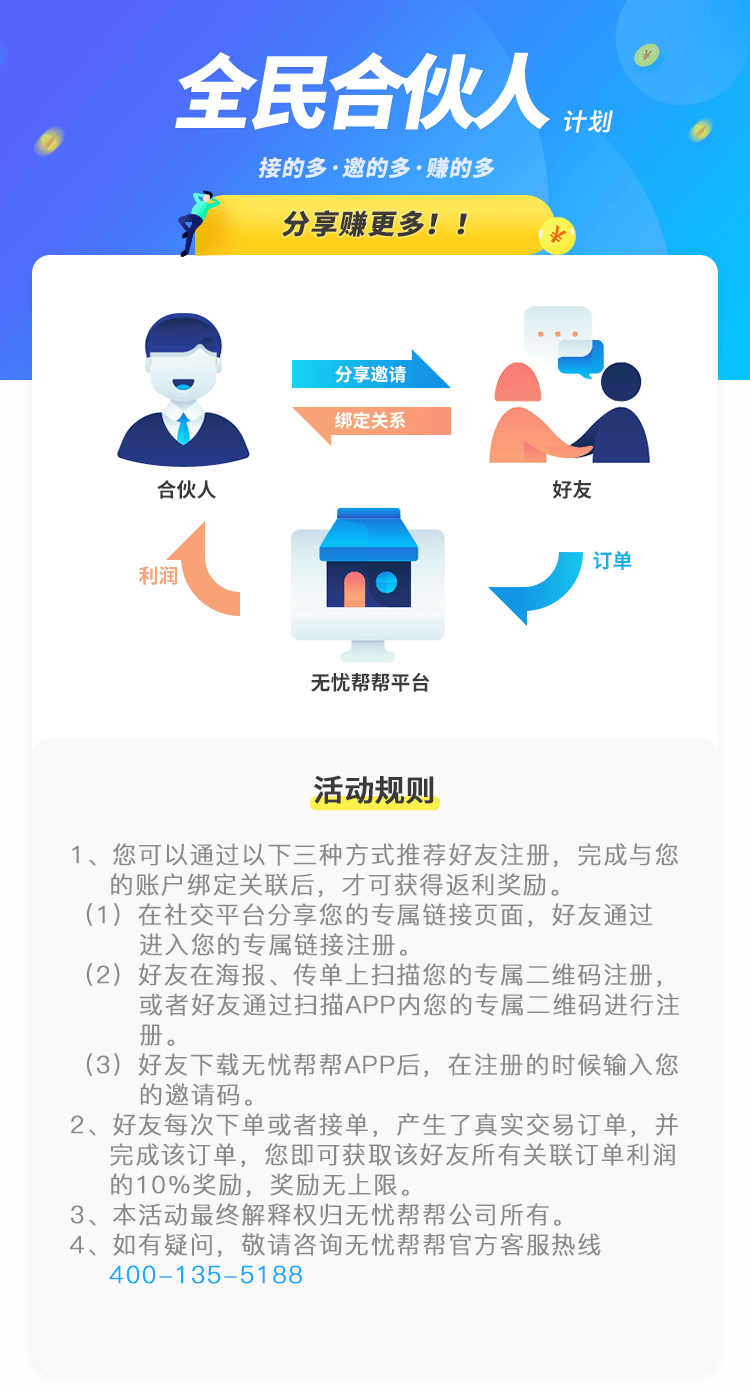 全民合伙人
计划
接的多·邀的多·赚的多
分享赚更多！！
分享邀请
绑定关系
合伙人
好友
利润
订单
无忧帮帮平台
活动规则
1、您可以通过以下三种方式推荐好友注册，完成与您
的账户绑定关联后，才可获得返利奖励。
（1）在社交平台分享您的专属链接页面，好友通过
进入您的专属链接注册。
（2）好友在海报、传单上扫描您的专属二维码注册，
或者好友通过扫描APP内您的专属二维码进行注
册。
（3）好友下载无忧帮帮APP后，在注册的时候输入您
的邀请码。
2、好友每次下单或者接单，产生了真实交易订单，并
完成该订单，您即可获取该好友所有关联订单利润
的10%奖励，奖励无上限。
3、本活动最终解释权归无忧帮帮公司所有。
4、如有疑问，敬请咨询无忧帮帮官方客服热线
400-135-5188